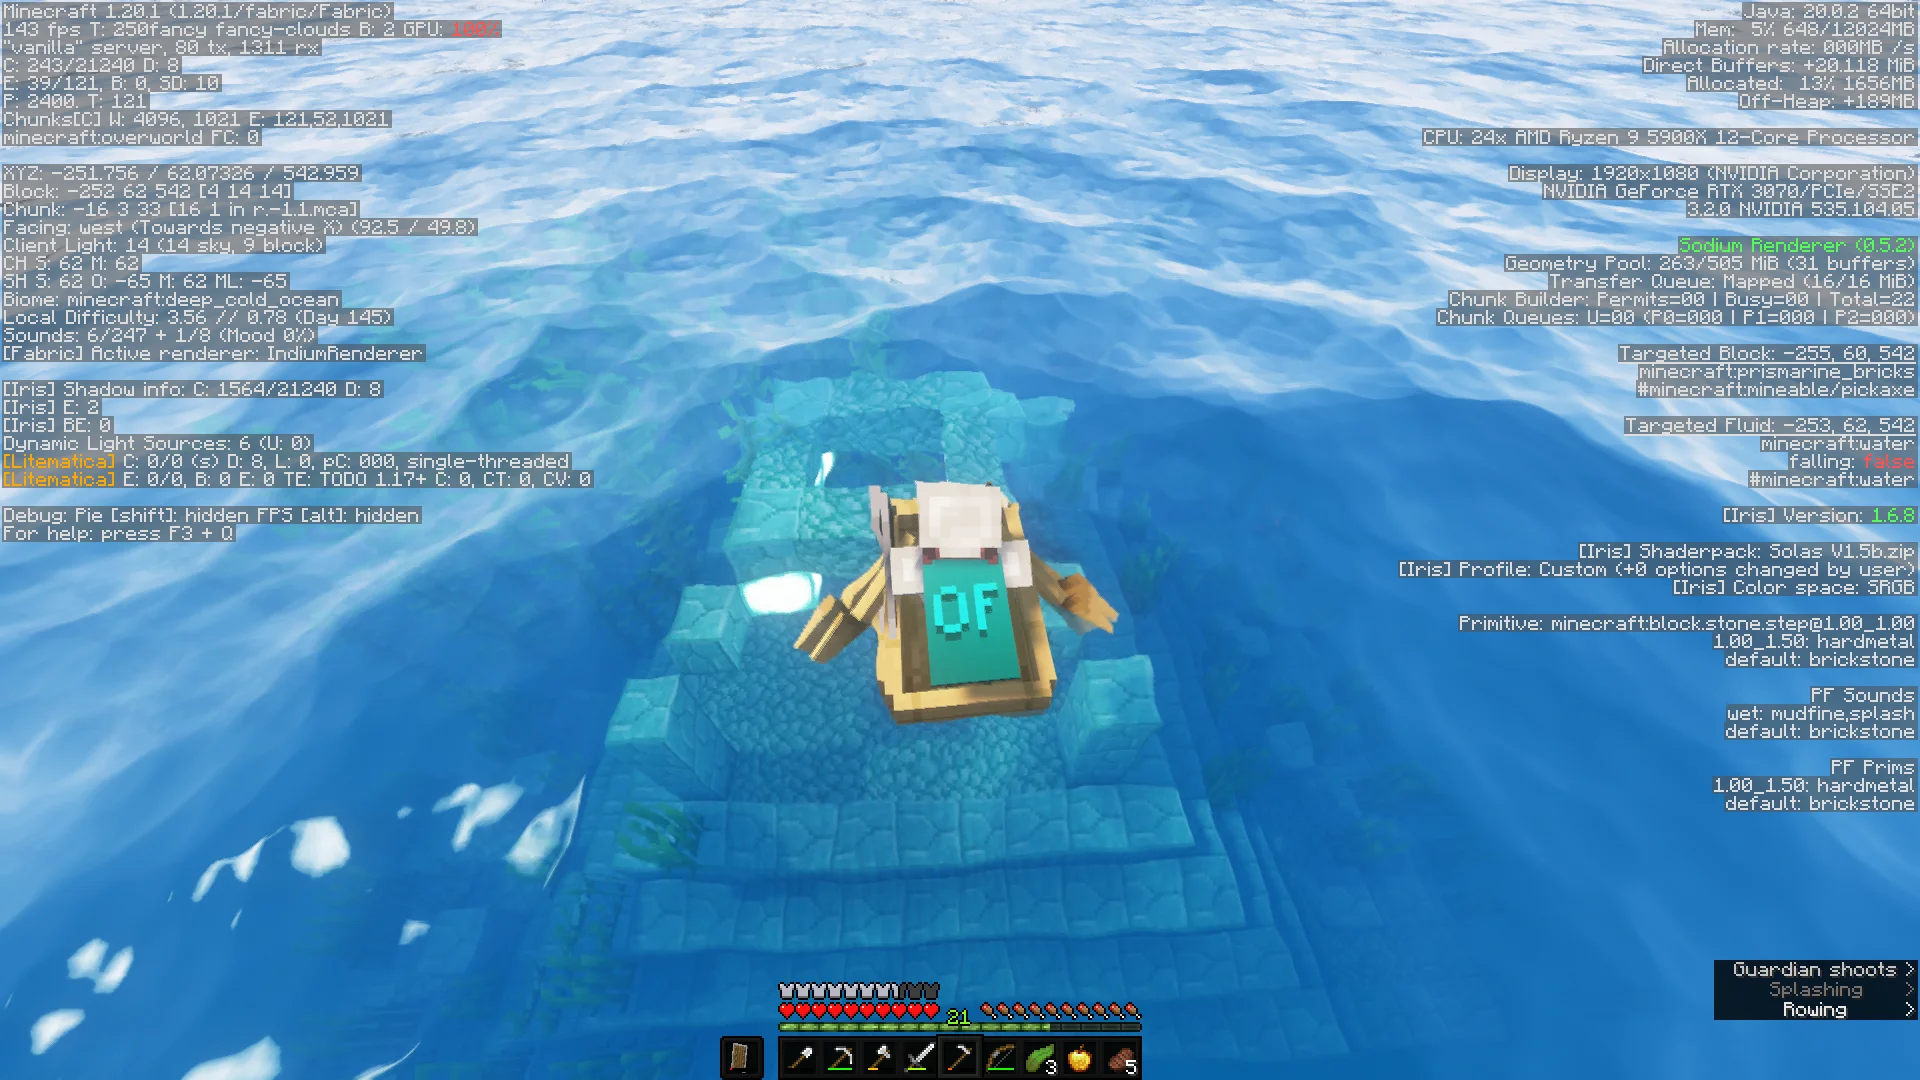 Minecraft 1.20.1 (1.20.1/fabric/Fabric)
143 fps T: 250fancy fancy-clouds B: 2 GPU: 100%
"vanilla" server, 80 tx, 1311 rx
C: 243/21240 D: 8
E: 39/121, B: 0, SD: 10
P: 2400. T: 121
Chunks[C] W: 4096, 1021 E: 121,52,1021
minecraft:overworld FC: 0
XYZ: -251.756 / 62.07326 / 542.959
Block: -252 62 542 [4 14 14]
Chunk: -16 3 33 [16 1 in r.-1.1.mca]
Facing: west (Towards negative X) (92.5 / 49.8)
Client Light: 14 (14 sky, 9 block)
CH S: 62 M: 62
SH S: 62 O: -65 M: 62 ML: -65
Biome: minecraft:deep_cold_ocean
Local Difficulty: 3.56 // 0.78 (Day 145)
Sounds: 6/247 + 1/8 (Mood 0%)
[Fabric] Active renderer: IndiumRenderer
[Iris] Shadow info: C: 1564/21240 D: 8
[Iris] E: 2
[Iris] BE: 0
Dynamic Light Sources: 6 (U: 0)
[Litematica] C: 0/0 (s) D: 8, L: 0, pC: 000, single-threaded
[Litematica] E: 0/0, B: 0 E: 0 TE: TODO 1.17+ C: 0, CT: 0, CV: 0
Debug: Pie [shift]: hidden FPS [alt]: hidden
For help: press F3 + Q
Java: 20.0.2 64bit
Mem: 5% 648/12024MB
Allocation rate: 000MB /s
Direct Buffers: +20.118 MiB
Allocated: 13% 1656MB
Off-Heap: +189MB
CPU: 24x AMD Ryzen 9 5900X 12-Core Processor
Display: 1920x1080 (NVIDIA Corporation)
NVIDIA GeForce RTX 3070/PCIe/SSE2
3.2.0 NVIDIA 535.104.05
Sodium Renderer (0.5.2)
Geometry Pool: 263/505 MiB (31 buffers)
Transfer Queue: Mapped (16/16 MiB)
Chunk Builder: Permits=00 | Busy=00 | Total=22
Chunk Queues: U=00 (P0=000 | P1=000 | P2=000)
Targeted Block: -255, 60, 542
minecraft:prismarine_bricks
#minecraft:mineable/pickaxe
Targeted Fluid: -253, 62, 542
minecraft:water
falling: false
#minecraft:water
[Iris] Version: 1.6.8
[Iris] Shaderpack: Solas V1.5b.zip
[Iris] Profile: Custom (+0 options changed by user)
[Iris] Color space: SRGB
Primitive: minecraft:block.stone.step@1.00_1.00
1.00_1.50: hardmetal
default: brickstone
PF Sounds
wet: mudfine,splash
default: brickstone
PF Prims
1.00_1.50: hardmetal
default: brickstone
OF
Guardian shoots >
Splashing >
Rowing >
21
3
5